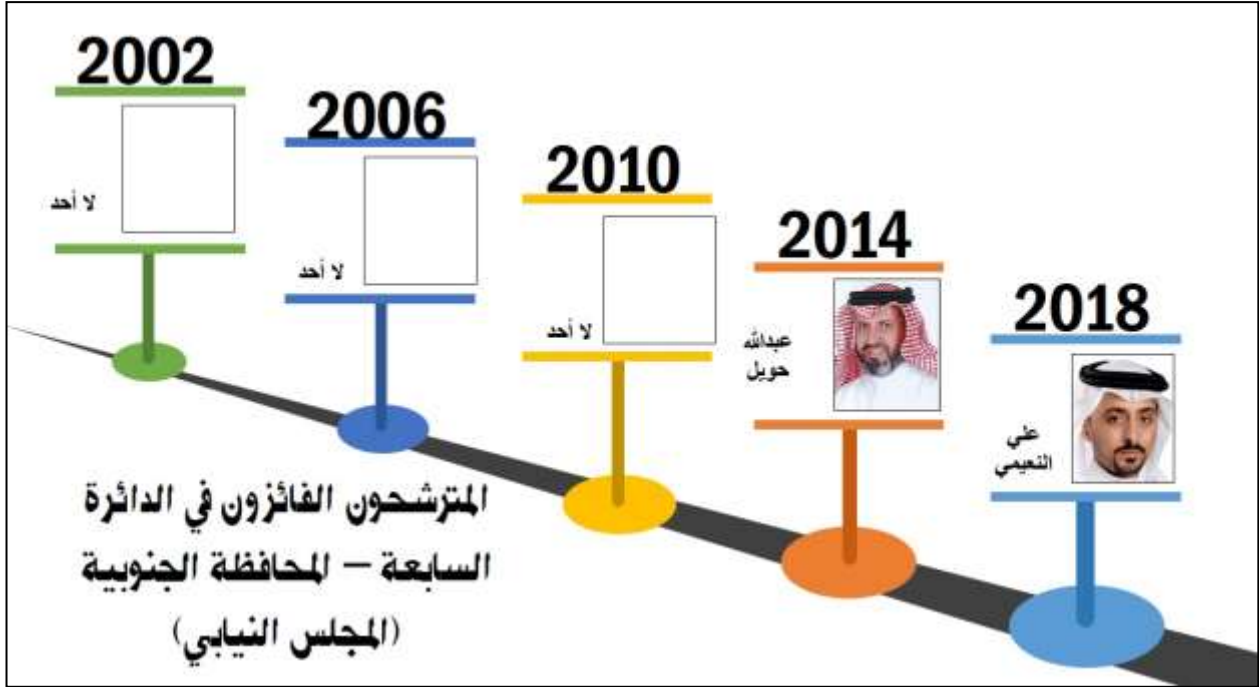 2002
لا أحد
2006
لا أحد
2010
لا أحد
2014
عبدالله
حويل
2018
علي
النعيمي
المترشحون الفائزون في الدائرة
السابعة – المحافظة الجنوبية
(المجلس النيابي)